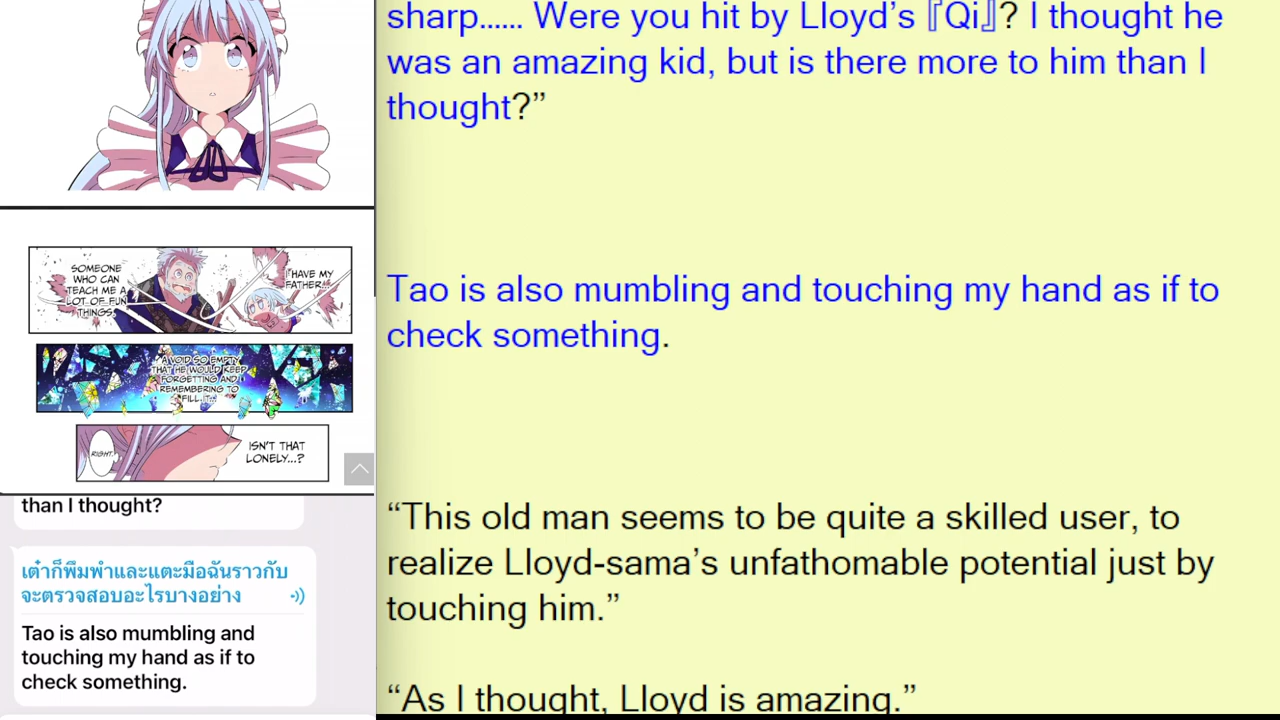 SOMEONE
WHO CAN
TEACH ME A
LOT OF FUN
THINGS.
I HAVE MY
FATHER...
A VOID SO EMPTY
THAT HE WOULD KEEP
FORGETTING AND
REMEMBERING TO
FILL IT...
RIGHT.
ISN'T THAT
LONELY...?
than I thought?
เต๋าก็พึมพำและแตะมือฉันราวกับ
จะตรวจสอบอะไรบางอย่าง
Tao is also mumbling and
touching my hand as if to
check something.
sharp...... Were you hit by Lloyd’s『Qi』? I thought he
was an amazing kid, but is there more to him than I
thought?”
Tao is also mumbling and touching my hand as if to
check something.
“This old man seems to be quite a skilled user, to
realize Lloyd-sama’s unfathomable potential just by
touching him.”
“As I thought, Lloyd is amazing.”